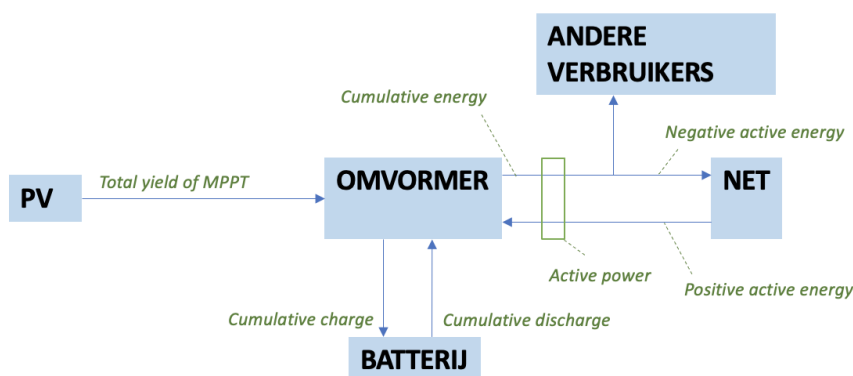 ANDERE
VERBRUIKERS
Cumulative energy
Negative active energy
Total yield of MPPT
OMVORMER
NET
PV
Active power
Positive active energy
Cumulative charge
Cumulative discharge
BATTERIJ